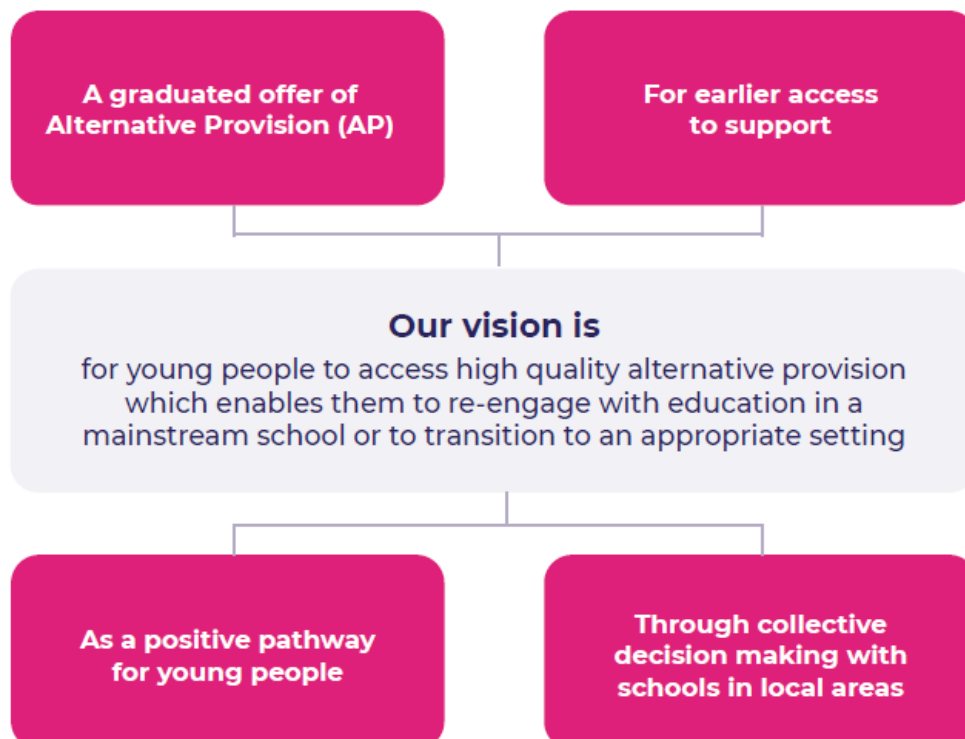 A graduated offer of
Alternative Provision (AP)
For earlier access
to support
Our vision is
for young people to access high quality alternative provision
which enables them to re-engage with education in a
mainstream school or to transition to an appropriate setting
As a positive pathway
for young people
Through collective
decision making with
schools in local areas